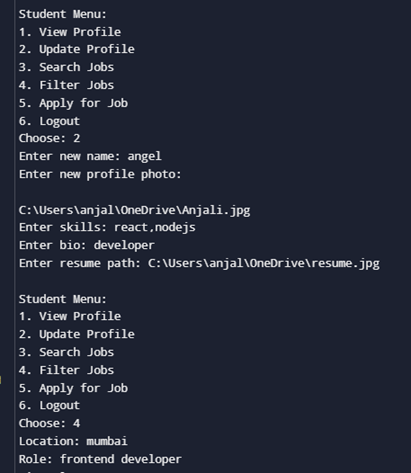 Student Menu:
1. View Profile
2. Update Profile
3. Search Jobs
4. Filter Jobs
5. Apply for Job
6. Logout
Choose: 2
Enter new name: angel
Enter new profile photo:
C:\Users\anjal\OneDrive\Anjali.jpg
Enter skills: react,nodejs
Enter bio: developer
Enter resume path: C:\Users\anjal\OneDrive\resume.jpg
Student Menu:
1. View Profile
2. Update Profile
3. Search Jobs
4. Filter Jobs
5. Apply for Job
6. Logout
Choose: 4
Location: mumbai
Role: frontend developer